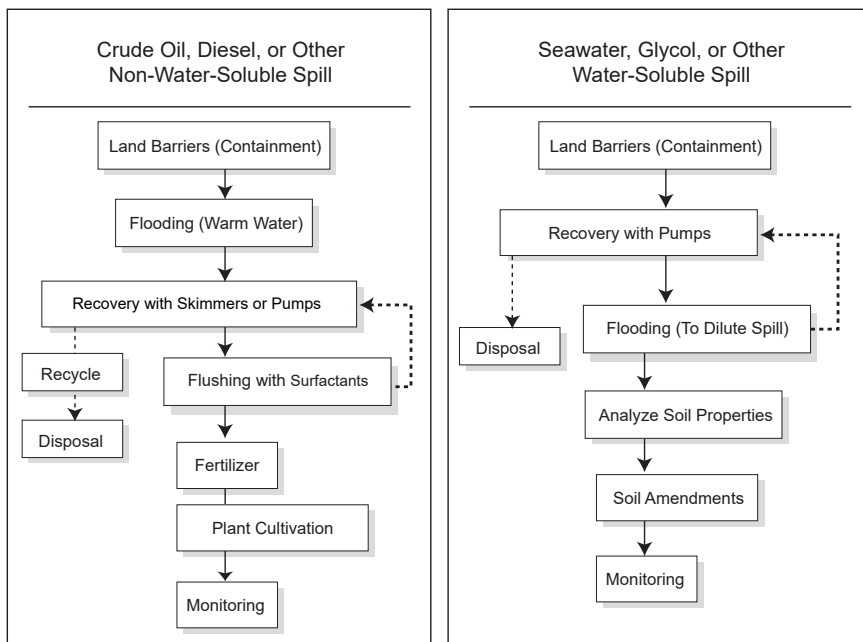 Crude Oil, Diesel, or Other
Non-Water-Soluble Spill
Land Barriers (Containment)
Flooding (Warm Water)
Recovery with Skimmers or Pumps
Recycle
Flushing with Surfactants
Disposal
Fertilizer
Plant Cultivation
Monitoring
Seawater, Glycol, or Other
Water-Soluble Spill
Land Barriers (Containment)
Recovery with Pumps
Disposal
Flooding (To Dilute Spill)
Analyze Soil Properties
Soil Amendments
Monitoring